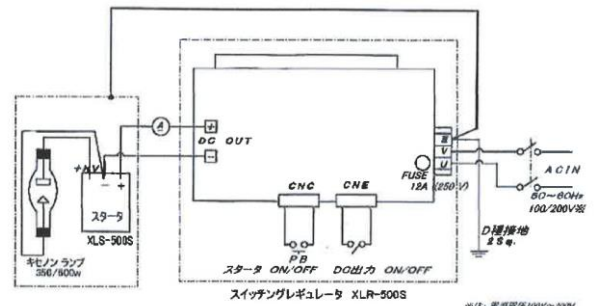 A
+
DC OUT
-
E
V
U
FUSE
12A (250V)
AC IN
50~60Hz
100/200V※
D種接地
2Sq.
+hV - +
スタータ
XLS-500S
キセノン ランプ
350/500w
CNC
CNE
PB
スタータ ON/OFF
DC出力 ON/OFF
スイッチングレギュレータ XLR-500S